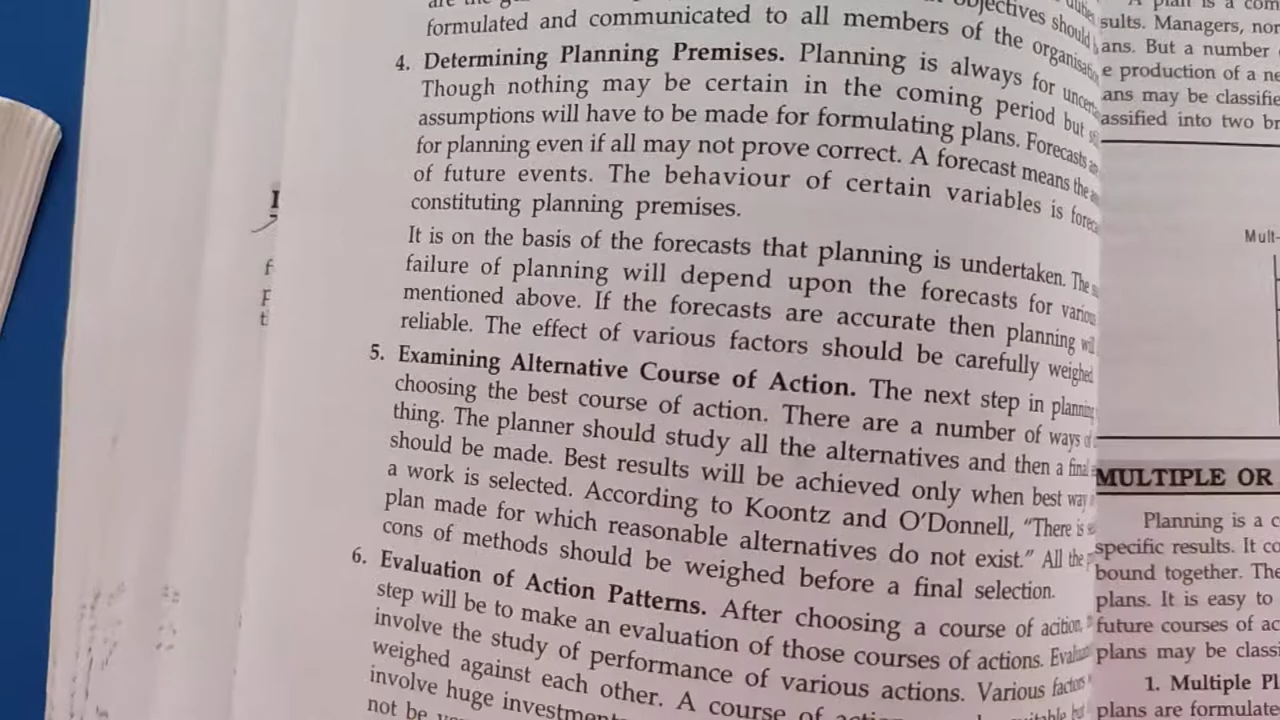 formulated and communicated to all members of the
4. Determining Planning Premises. Planning is always for
Though nothing may be certain in the coming period but
assumptions will have to be made for formulating plans. Forecasts
for planning even if all may not prove correct. A forecast means the
of future events. The behaviour of certain variables is
constituting planning premises.
It is on the basis of the forecasts that planning is undertaken. The
failure of planning will depend upon the forecasts for
mentioned above. If the forecasts are accurate then planning
reliable. The effect of various factors should be carefully weighed
5. Examining Alternative Course of Action. The next step in planning
choosing the best course of action. There are a number of ways
thing. The planner should study all the alternatives and then a final
should be made. Best results will be achieved only when best way
a work is selected. According to Koontz and O'Donnell, "There is
plan made for which reasonable alternatives do not exist." All the
cons of methods should be weighed before a final selection.
6. Evaluation of Action Patterns. After choosing a course of acition,
step will be to make an evaluation of those courses of actions.
involve the study of performance of various actions. Various factors
weighed against each other. A course of
involve huge
not be
sults. Managers,
ans. But a number
e production of a
ans may be
assified into two
Mult-
MULTIPLE OR
Planning is a
specific results. It
bound together. The
plans. It is easy to
future courses of
plans may be
1. Multiple
plans are